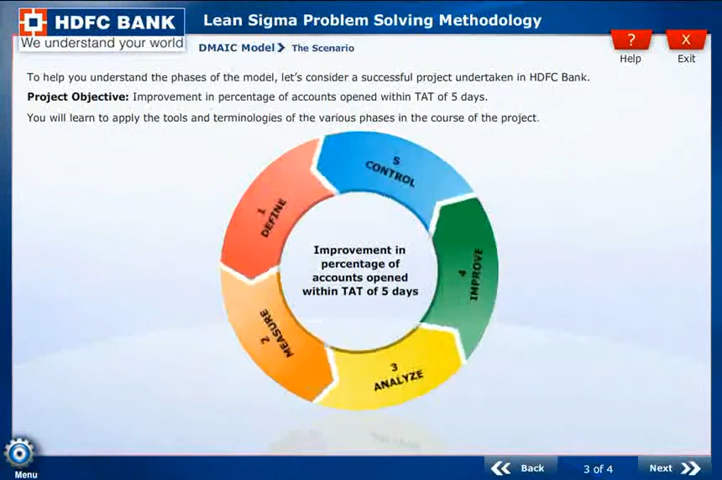 HDFC BANK
We understand your world
Lean Sigma Problem Solving Methodology
DMAIC Model The Scenario
?
Help
X
Exit
To help you understand the phases of the model, let's consider a successful project undertaken in HDFC Bank.
Project Objective: Improvement in percentage of accounts opened within TAT of 5 days.
You will learn to apply the tools and terminologies of the various phases in the course of the project.
1
DEFINE
2
MEASURE
3
ANALYZE
4
IMPROVE
5
CONTROL
Improvement in
percentage of
accounts opened
within TAT of 5 days
Menu
Back
3 of 4
Next